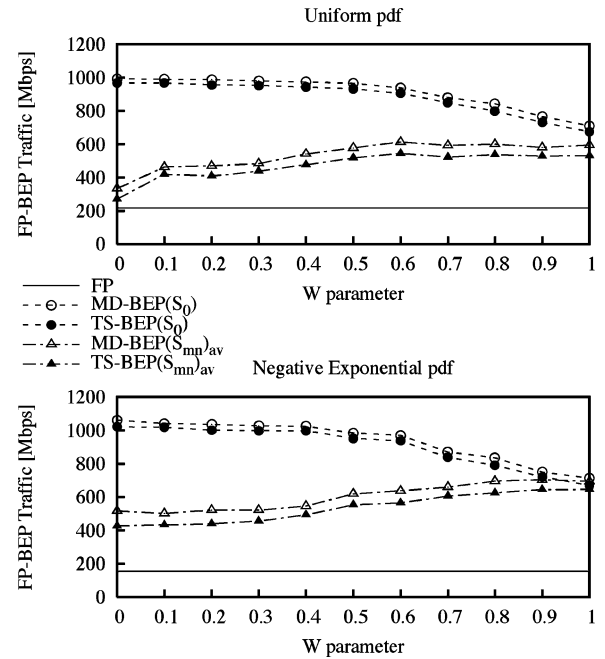 Uniform pdf
FP-BEP Traffic [Mbps]
1200
1000
800
600
400
200
0
0 0.1 0.2 0.3 0.4 0.5 0.6 0.7 0.8 0.9 1
W parameter
FP
MD-BEP(S0)
TS-BEP(S0)
MD-BEP(Smn)av
TS-BEP(Smn)av
Negative Exponential pdf
FP-BEP Traffic [Mbps]
1200
1000
800
600
400
200
0
0 0.1 0.2 0.3 0.4 0.5 0.6 0.7 0.8 0.9 1
W parameter